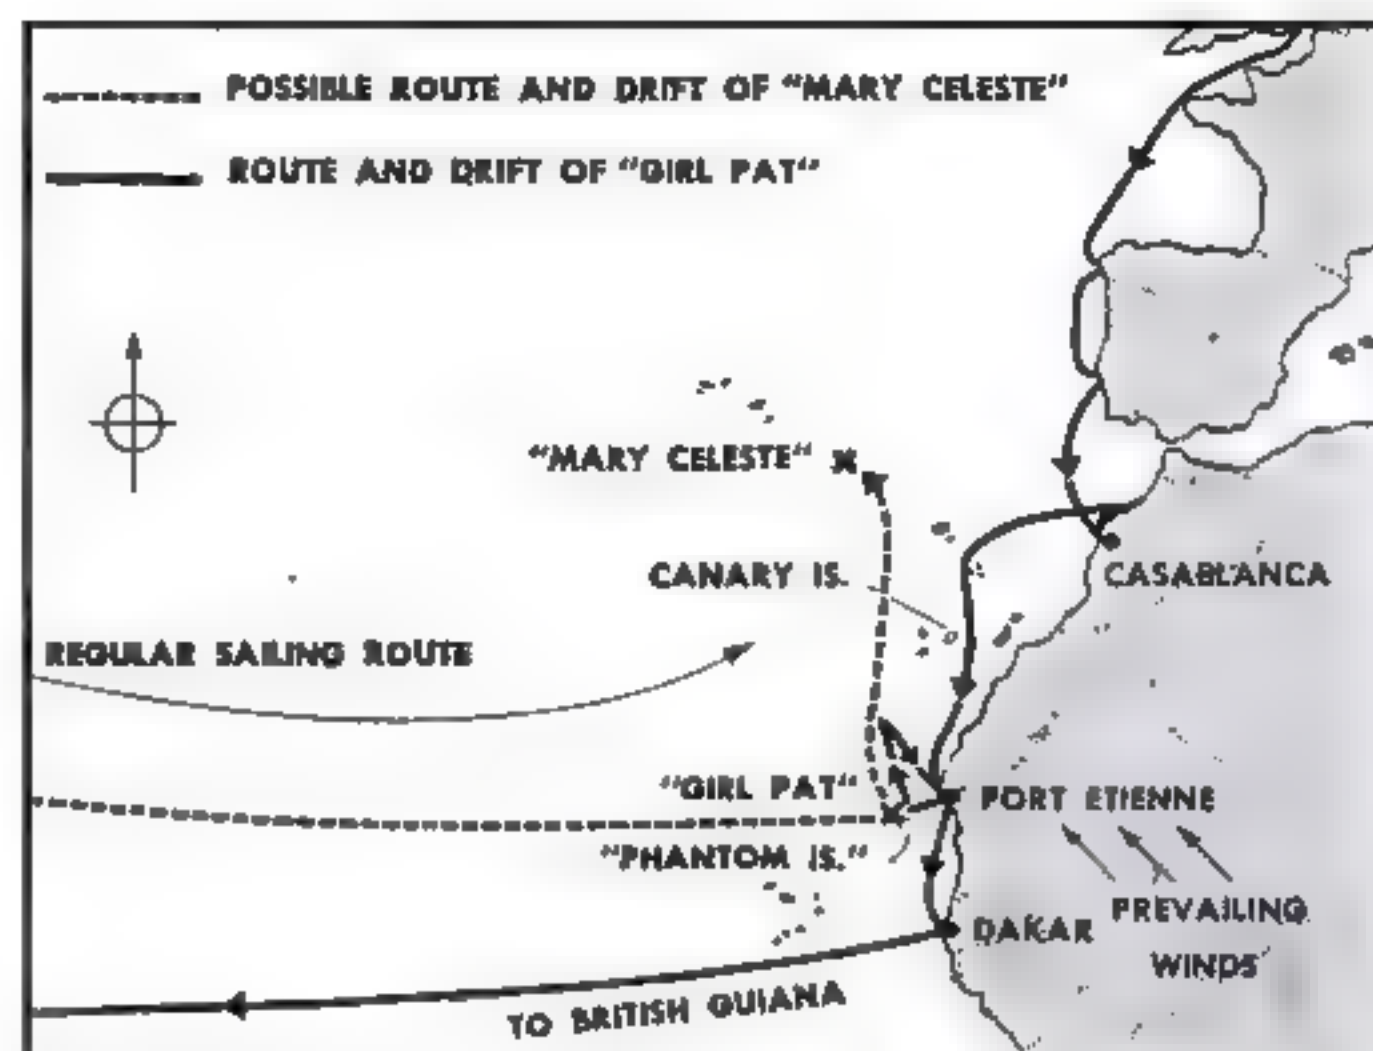 POSSIBLE ROUTE AND DRIFT OF "MARY CELESTE"
ROUTE AND DRIFT OF "GIRL PAT"
"MARY CELESTE"
CANARY IS.
CASABLANCA
REGULAR SAILING ROUTE
"GIRL PAT"
PORT ETIENNE
"PHANTOM IS."
PREVAILING
WINDS
DAKAR
TO BRITISH GUIANA